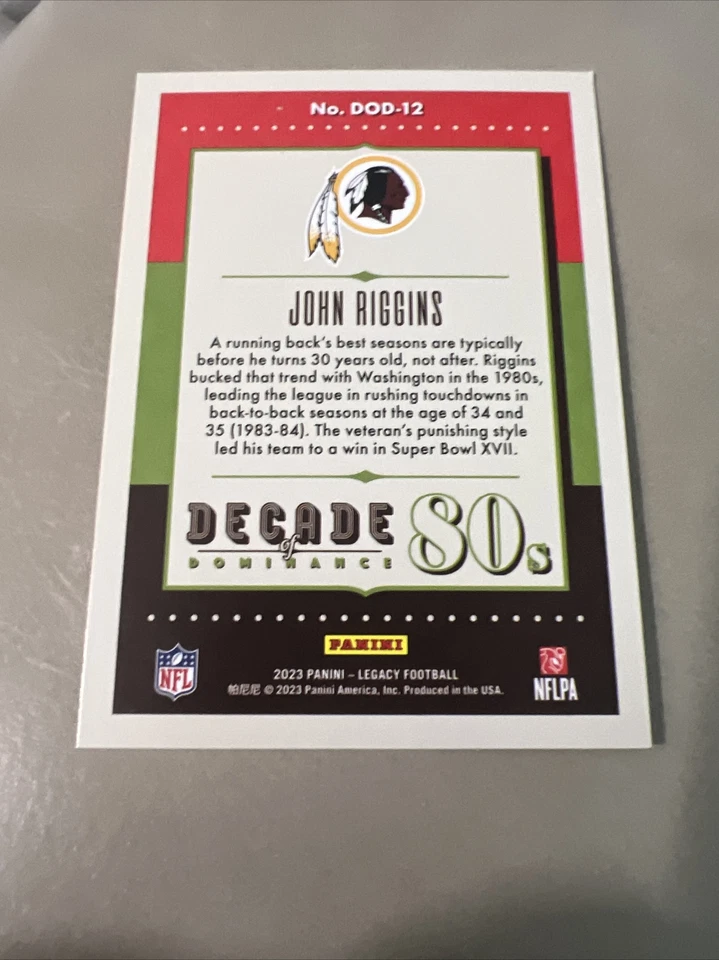 No. DOD-12
JOHN RIGGINS
A running back's best seasons are typically
before he turns 30 years old, not after. Riggins
bucked that trend with Washington in the 1980s,
leading the league in rushing touchdowns in
back-to-back seasons at the age of 34 and
35 (1983-84). The veteran's punishing style
led his team to a win in Super Bowl XVII.
DECADE
of
DOMINANCE
80s
PANINI
NFL
2023 PANINI – LEGACY FOOTBALL
帕尼尼 © 2023 Panini America, Inc. Produced in the USA.
NFLPA